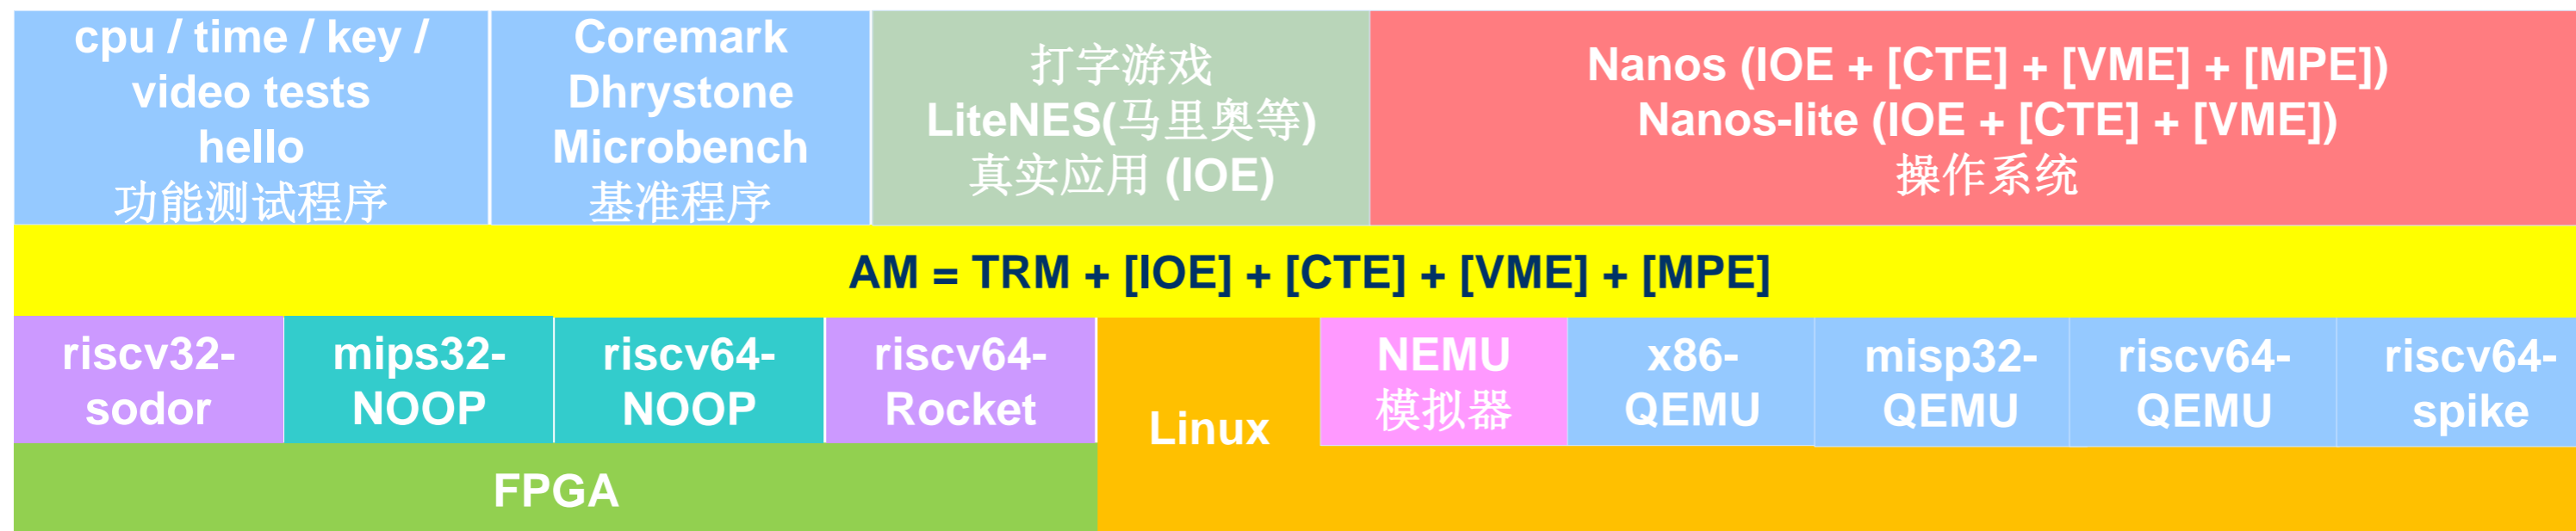 cpu / time / key /
video tests
hello
功能测试程序
Coremark
Dhrystone
Microbench
基准程序
打字游戏
LiteNES(马里奥等)
真实应用 (IOE)
Nanos (IOE + [CTE] + [VME] + [MPE])
Nanos-lite (IOE + [CTE] + [VME])
操作系统
AM = TRM + [IOE] + [CTE] + [VME] + [MPE]
riscv32-
sodor
mips32-
NOOP
riscv64-
NOOP
riscv64-
Rocket
Linux
NEMU
模拟器
x86-
QEMU
misp32-
QEMU
riscv64-
QEMU
riscv64-
spike
FPGA